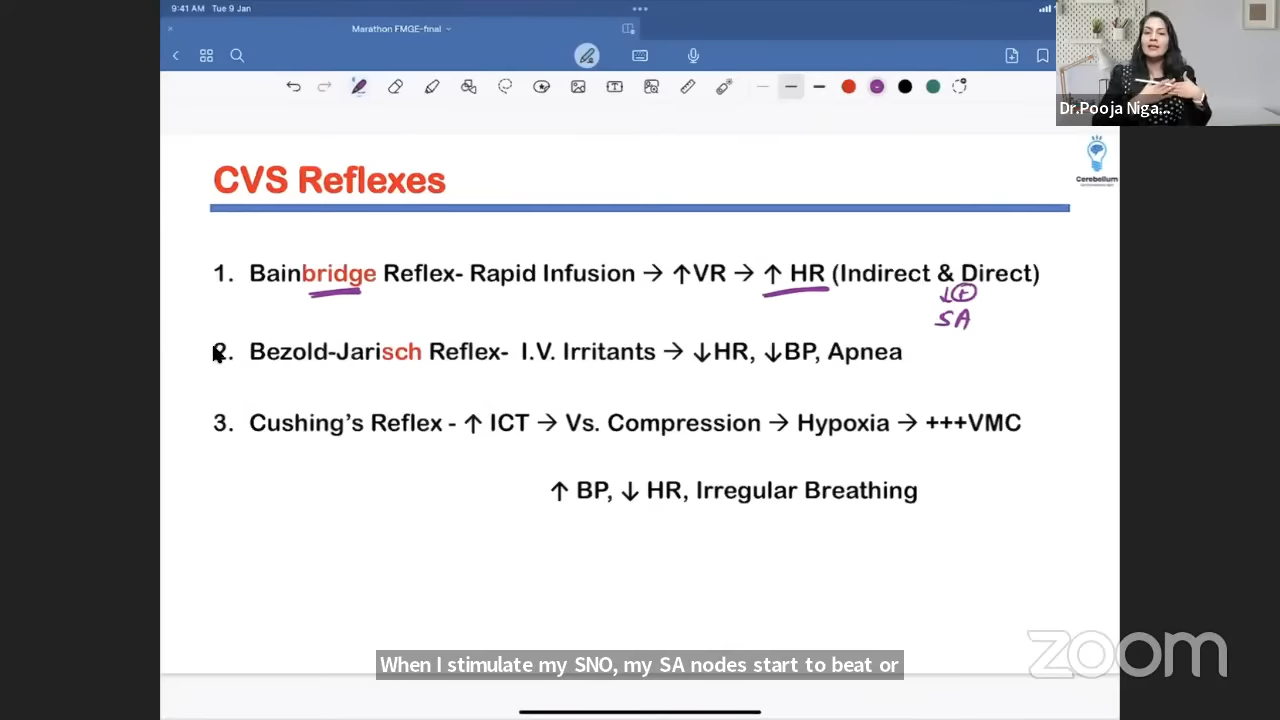 9:41 AM Tue 9 Jan
Marathon FMGE-final
Dr.Pooja Niga...
Cerebellum
CVS Reflexes
1. Bainbridge Reflex- Rapid Infusion → ↑VR → ↑ HR (Indirect & Direct)
↓ +
SA
2. Bezold-Jarisch Reflex- I.V. Irritants → ↓HR, ↓BP, Apnea
3. Cushing's Reflex - ↑ ICT → Vs. Compression → Hypoxia → +++VMC
↑ BP, ↓ HR, Irregular Breathing
zoom
When I stimulate my SNO, my SA nodes start to beat or